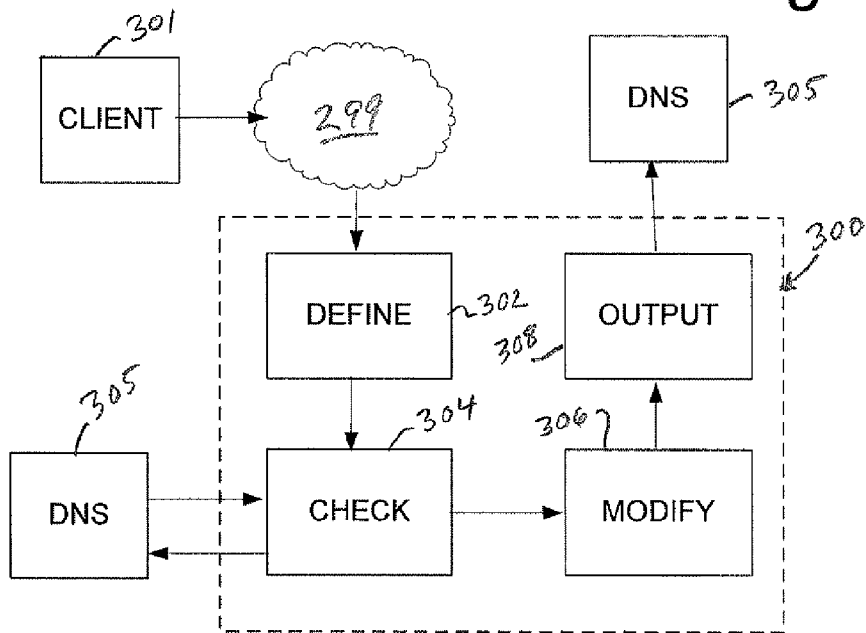 301
CLIENT
299
DNS
305
300
DEFINE
302
OUTPUT
308
305
304
306
DNS
CHECK
MODIFY